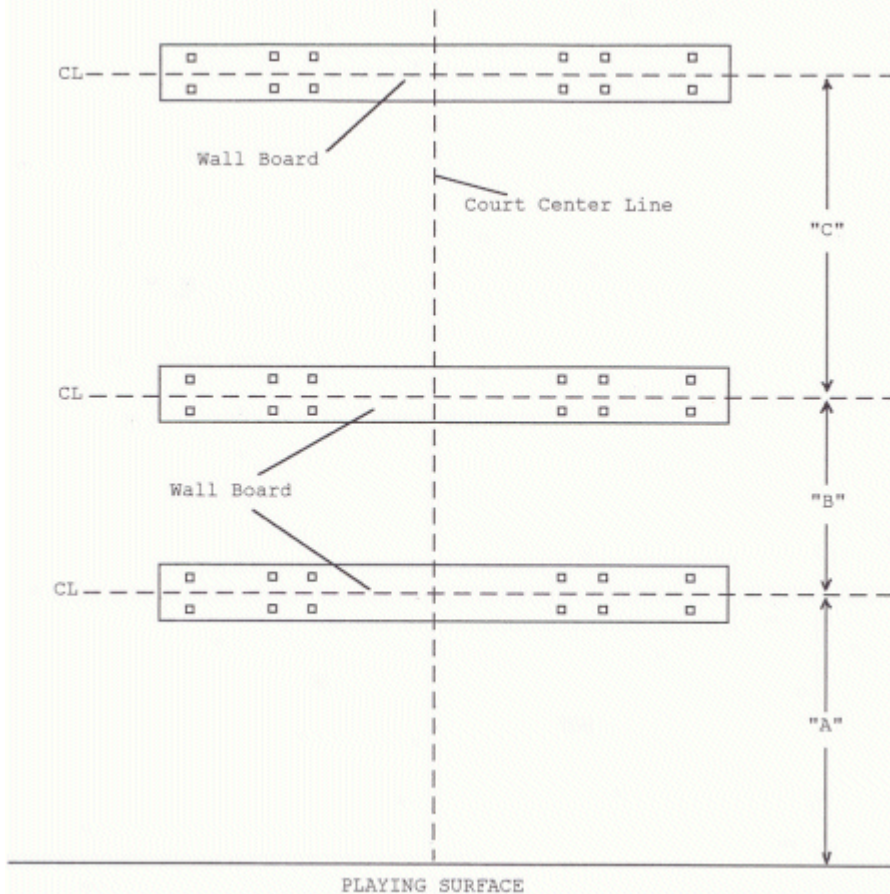 CL
Wall Board
Court Center Line
"C"
CL
Wall Board
"B"
CL
"A"
PLAYING SURFACE